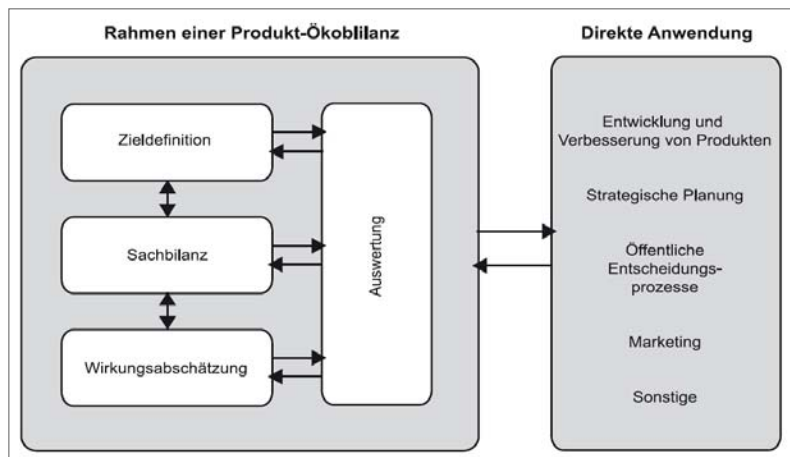 Rahmen einer Produkt-Ökoblilanz
Direkte Anwendung
Zieldefinition
Sachbilanz
Wirkungsabschätzung
Auswertung
Entwicklung und
Verbesserung von Produkten
Strategische Planung
Öffentliche
Entscheidungs-
prozesse
Marketing
Sonstige